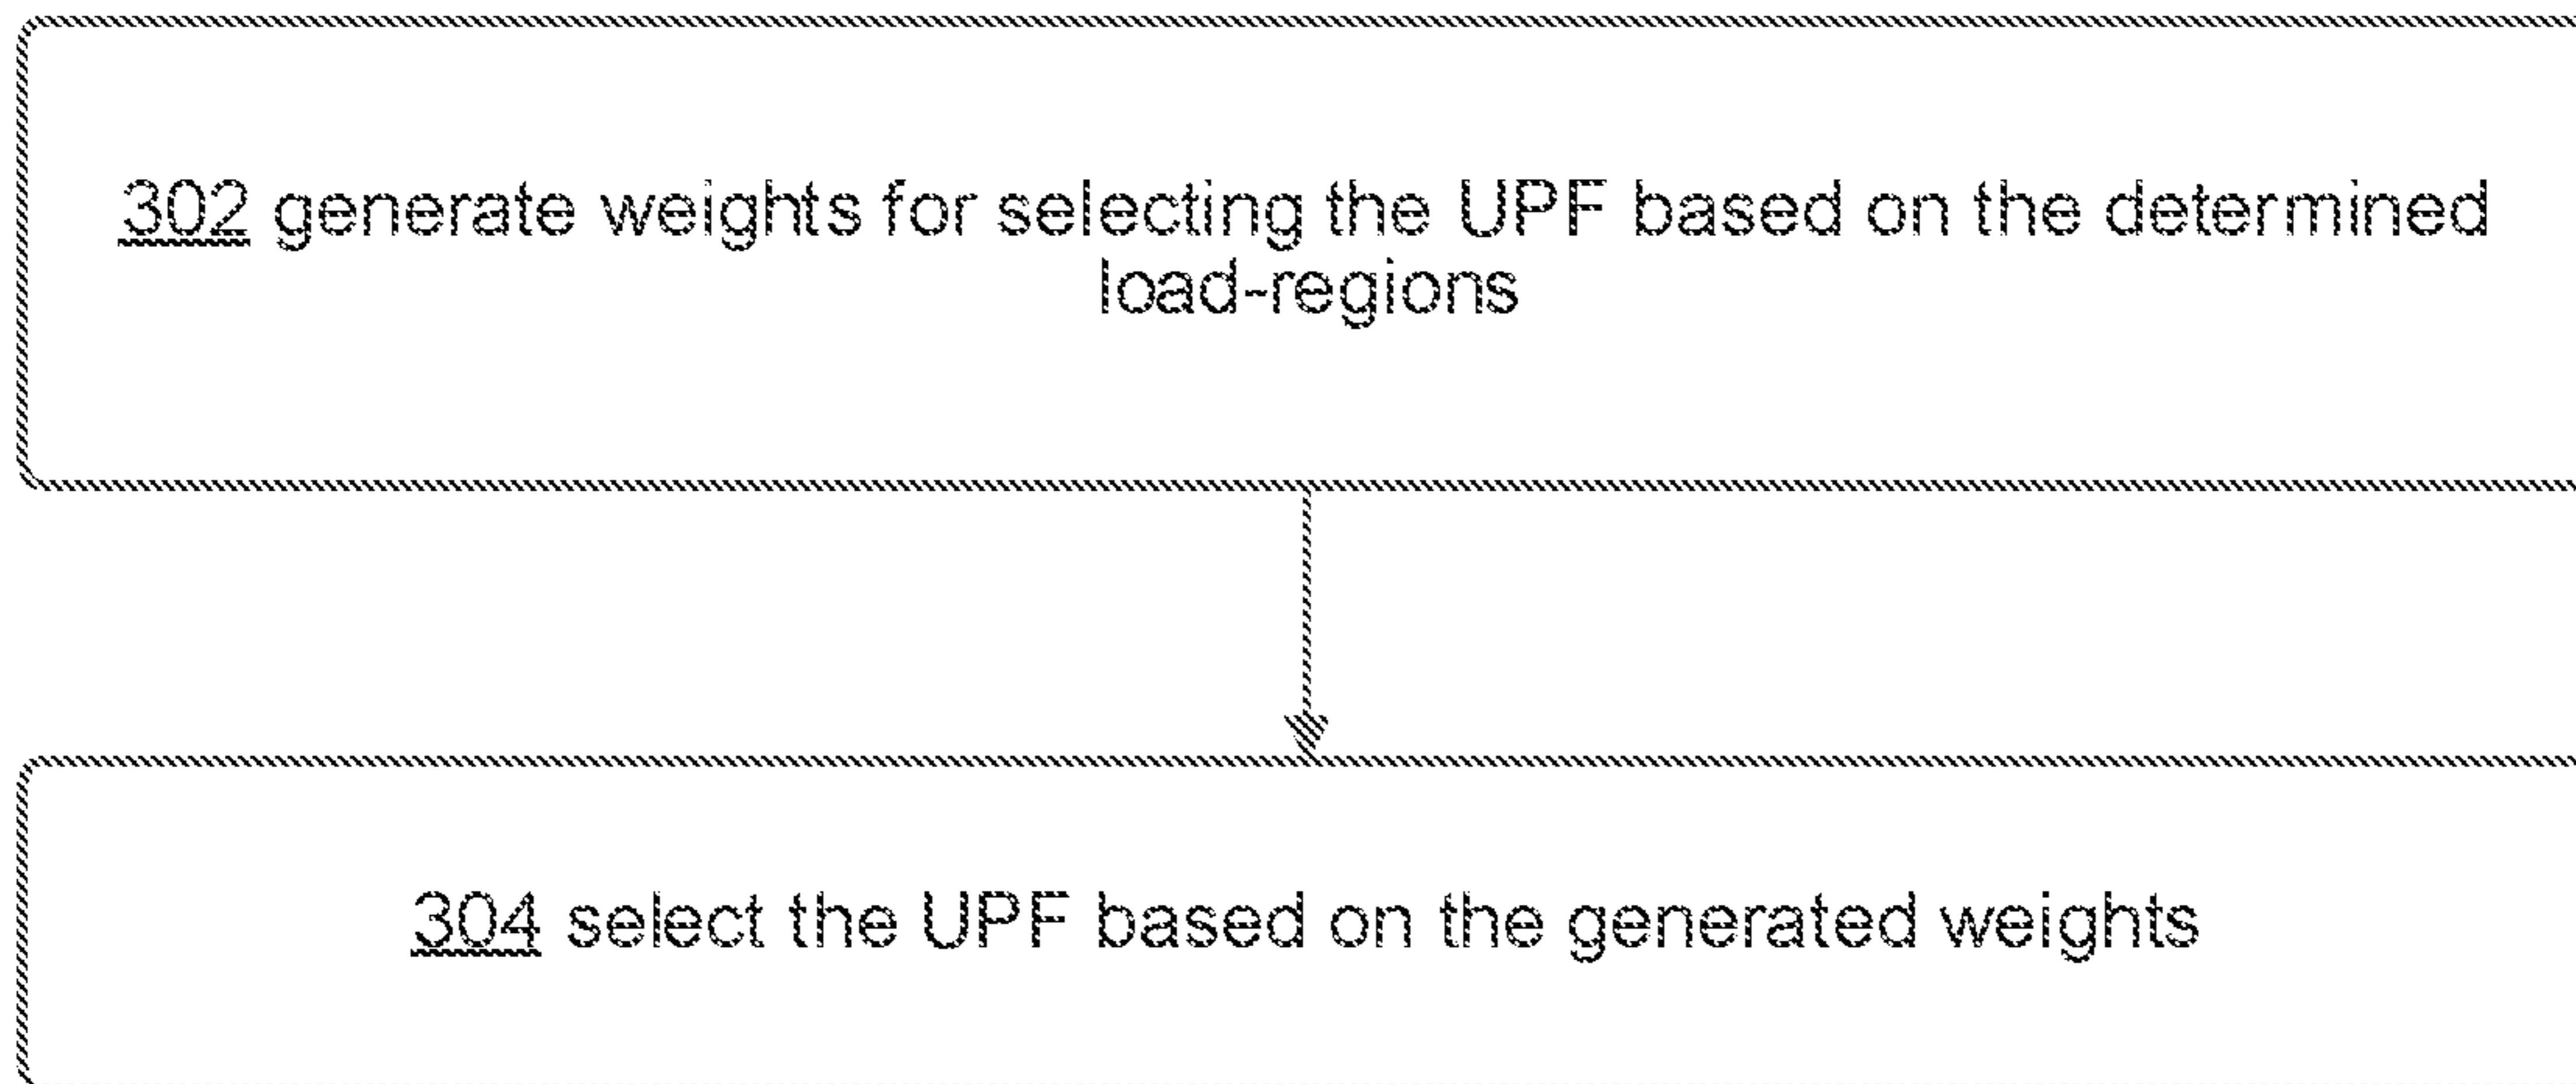 302 generate weights for selecting the UPF based on the determined
load-regions
304 select the UPF based on the generated weights